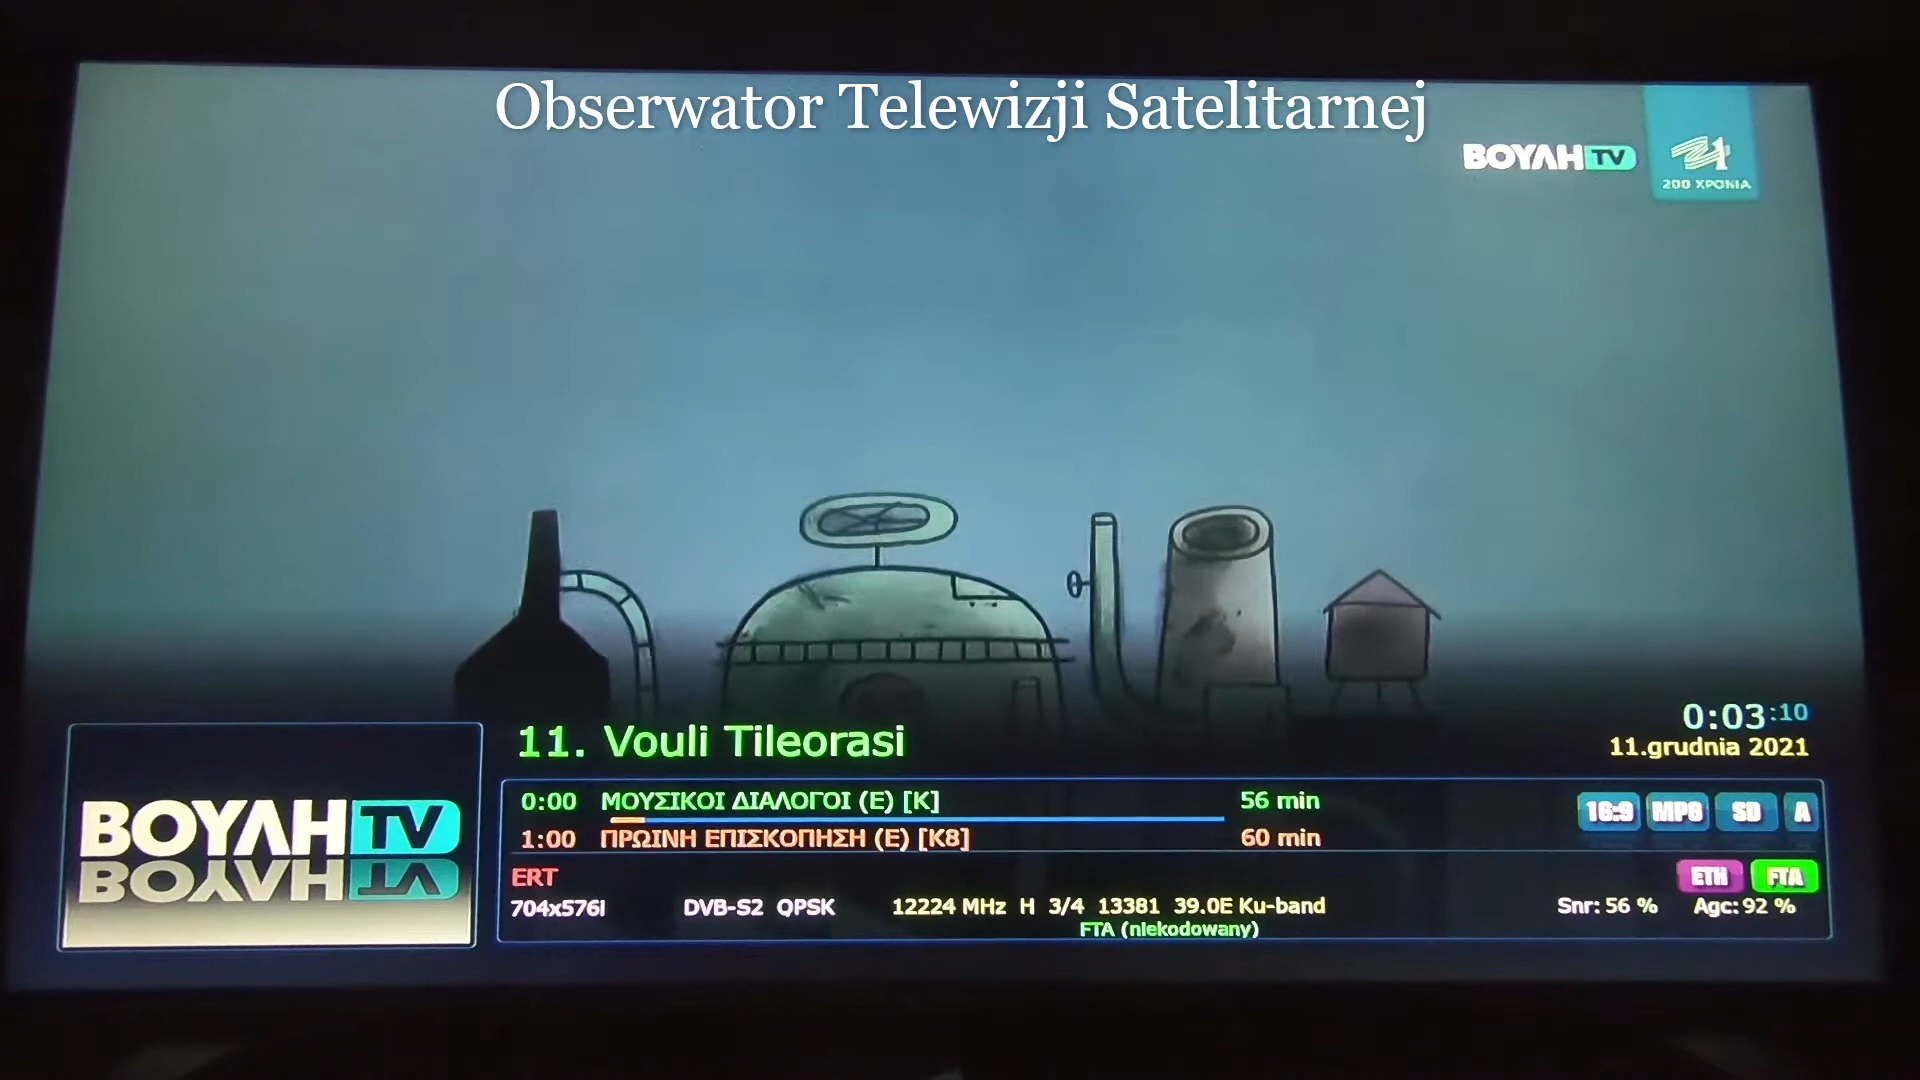 Obserwator Telewizji Satelitarnej
ΒΟΥΛΗ TV
21
200 ΧΡΟΝΙΑ
11. Vouli Tileorasi
0:03:10
11.grudnia 2021
ΒΟΥΛΗ TV
0:00 ΜΟΥΣΙΚΟΙ ΔΙΑΛΟΓΟΙ (Ε) [Κ] 56 min
1:00 ΠΡΩΙΝΗ ΕΠΙΣΚΟΠΗΣΗ (Ε) [Κ8] 60 min
16:9 MPG SD A
ERT
ETH FTA
704x576i DVB-S2 QPSK 12224 MHz H 3/4 13381 39.0E Ku-band Snr: 56 % Agc: 92 %
FTA (niekodowany)